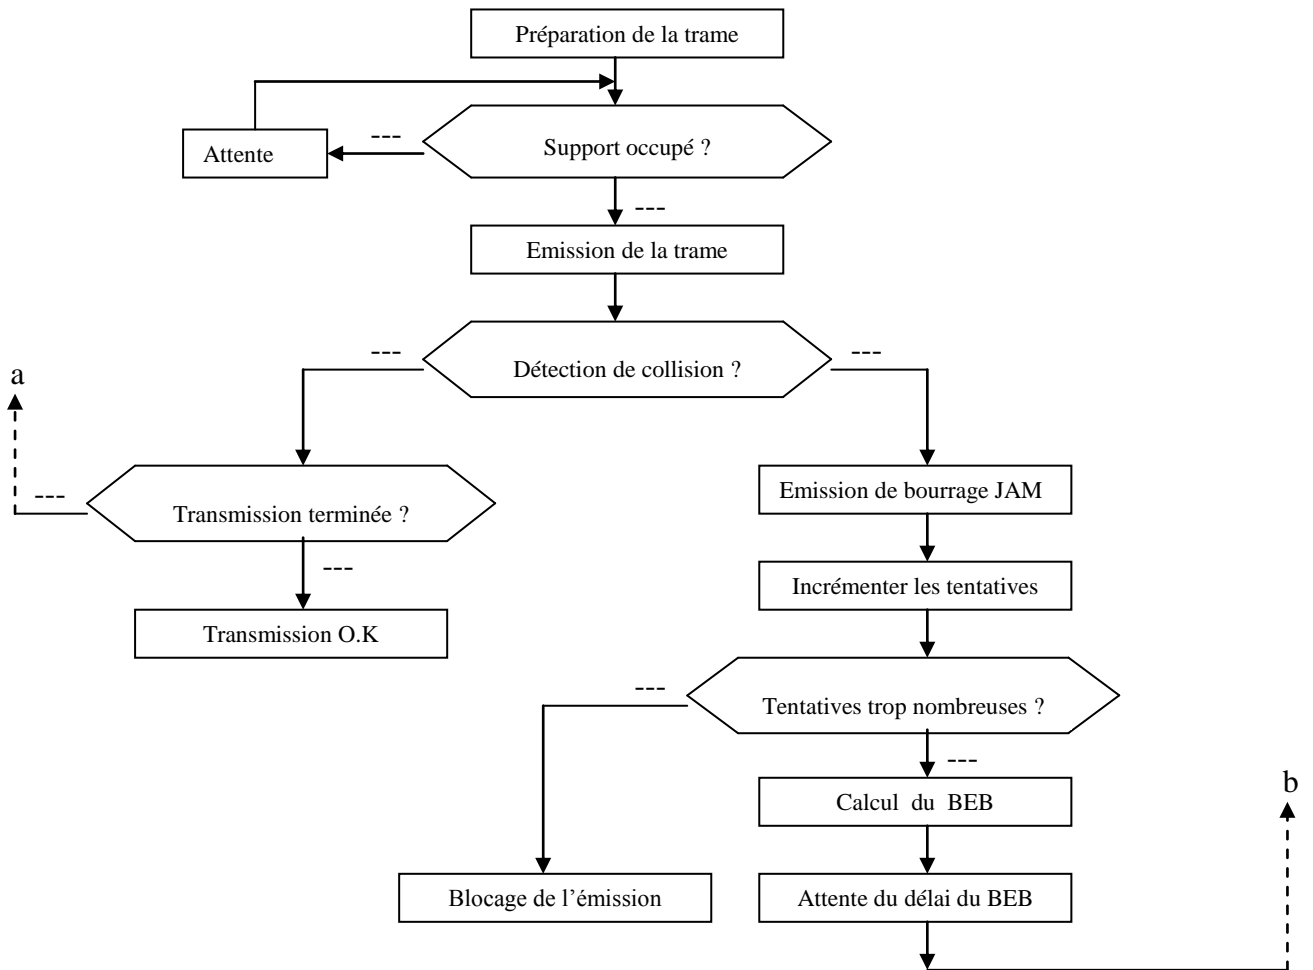 Préparation de la trame
---
Attente
Support occupé ?
---
Emission de la trame
---
---
Détection de collision ?
a
---
Transmission terminée ?
Emission de bourrage JAM
---
Incrémenter les tentatives
Transmission O.K
---
Tentatives trop nombreuses ?
---
b
Calcul du BEB
Blocage de l’émission
Attente du délai du BEB